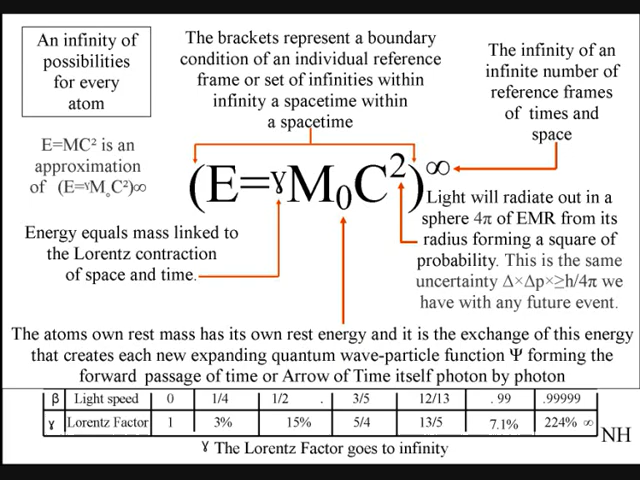 An infinity of
possibilities
for every
atom
The brackets represent a boundary
condition of an individual reference
frame or set of infinities within
infinity a spacetime within
a spacetime
The infinity of an
infinite number of
reference frames
of times and
space
E=MC² is an
approximation
of (E=ˠM˳C²)∞
(E=ɣM₀C²)∞
Energy equals mass linked to
the Lorentz contraction
of space and time.
Light will radiate out in a
sphere 4π of EMR from its
radius forming a square of
probability. This is the same
uncertainty Δ×Δp×≥h/4π we
have with any future event.
The atoms own rest mass has its own rest energy and it is the exchange of this energy
that creates each new expanding quantum wave-particle function Ψ forming the
forward passage of time or Arrow of Time itself photon by photon
β Light speed 0 1/4 1/2 . 3/5 12/13 . 99 .99999
ɣ Lorentz Factor 1 3% 15% 5/4 13/5 7.1% 224% ∞
NH
ɣ The Lorentz Factor goes to infinity